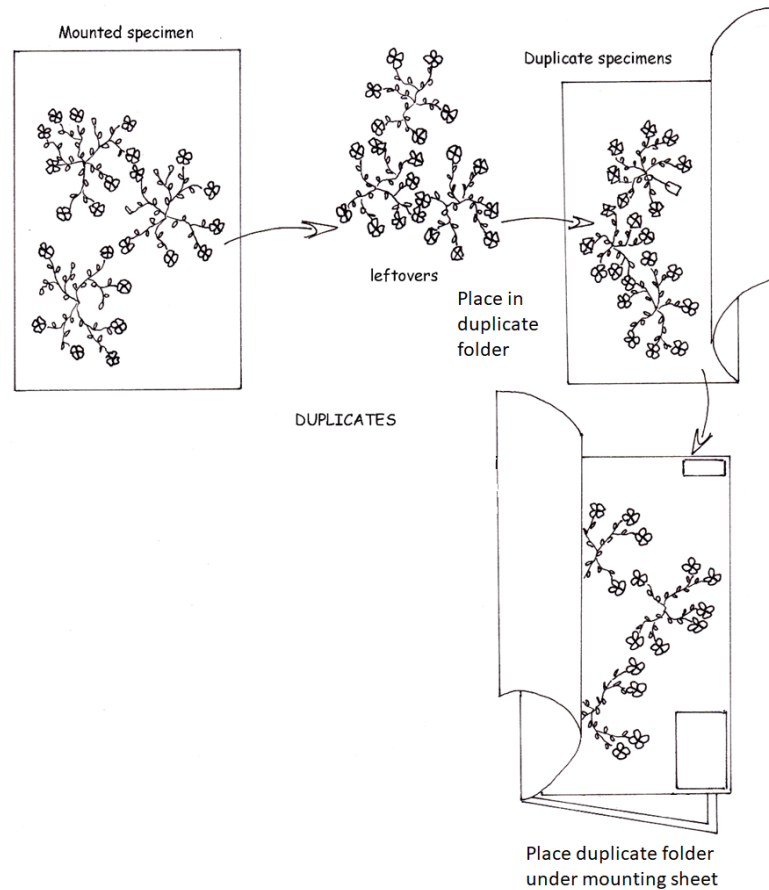 Mounted specimen
Duplicate specimens
leftovers
Place in
duplicate
folder
DUPLICATES
Place duplicate folder
under mounting sheet